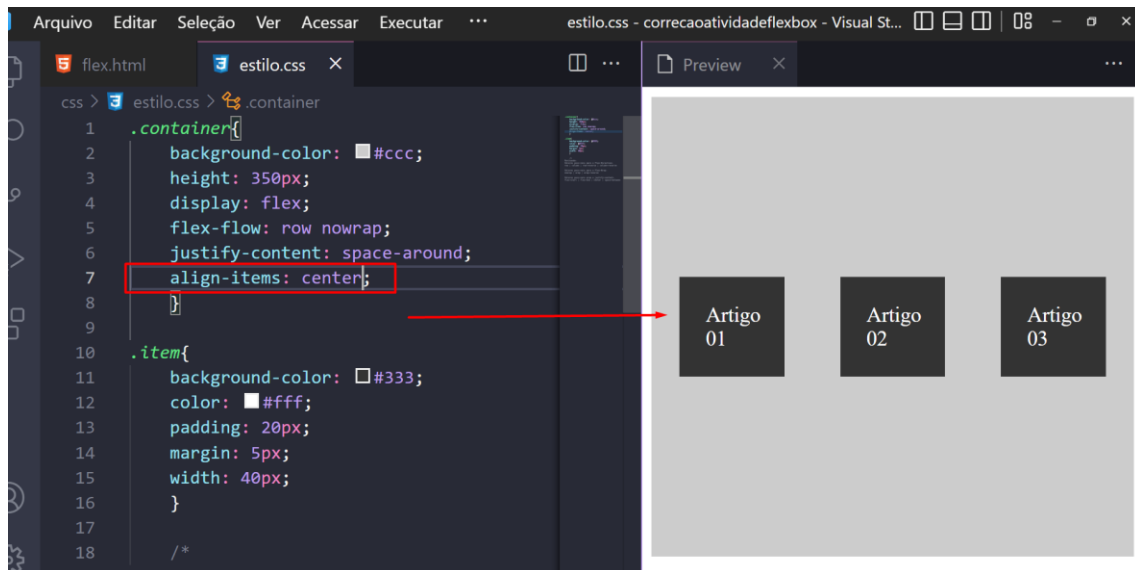 Arquivo Editar Seleção Ver Acessar Executar ··· estilo.css - correcaoatividadeflexbox - Visual St...
flex.html estilo.css Preview
css > estilo.css > .container
1 .container{
2 background-color: #ccc;
3 height: 350px;
4 display: flex;
5 flex-flow: row nowrap;
6 justify-content: space-around;
7 align-items: center;
8 }
9
10 .item{
11 background-color: #333;
12 color: #fff;
13 padding: 20px;
14 margin: 5px;
15 width: 40px;
16 }
17
18 /*
Artigo
01
Artigo
02
Artigo
03